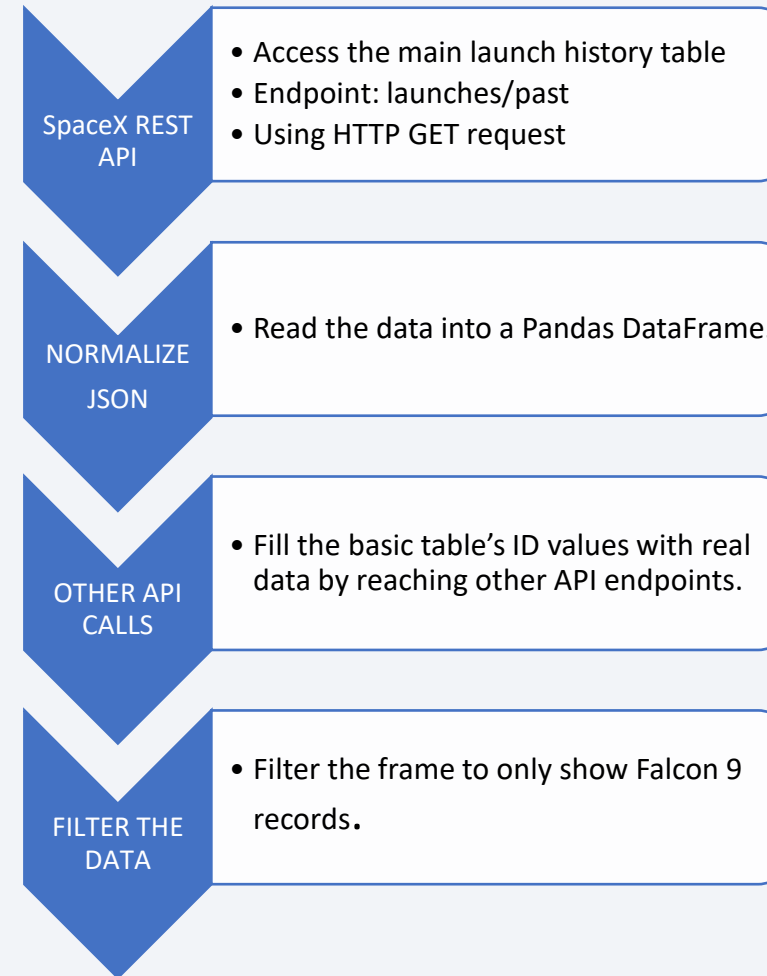 SpaceX REST
API
• Access the main launch history table
• Endpoint: launches/past
• Using HTTP GET request
NORMALIZE
JSON
• Read the data into a Pandas DataFrame
OTHER API
CALLS
• Fill the basic table’s ID values with real
data by reaching other API endpoints.
FILTER THE
DATA
• Filter the frame to only show Falcon 9
records.